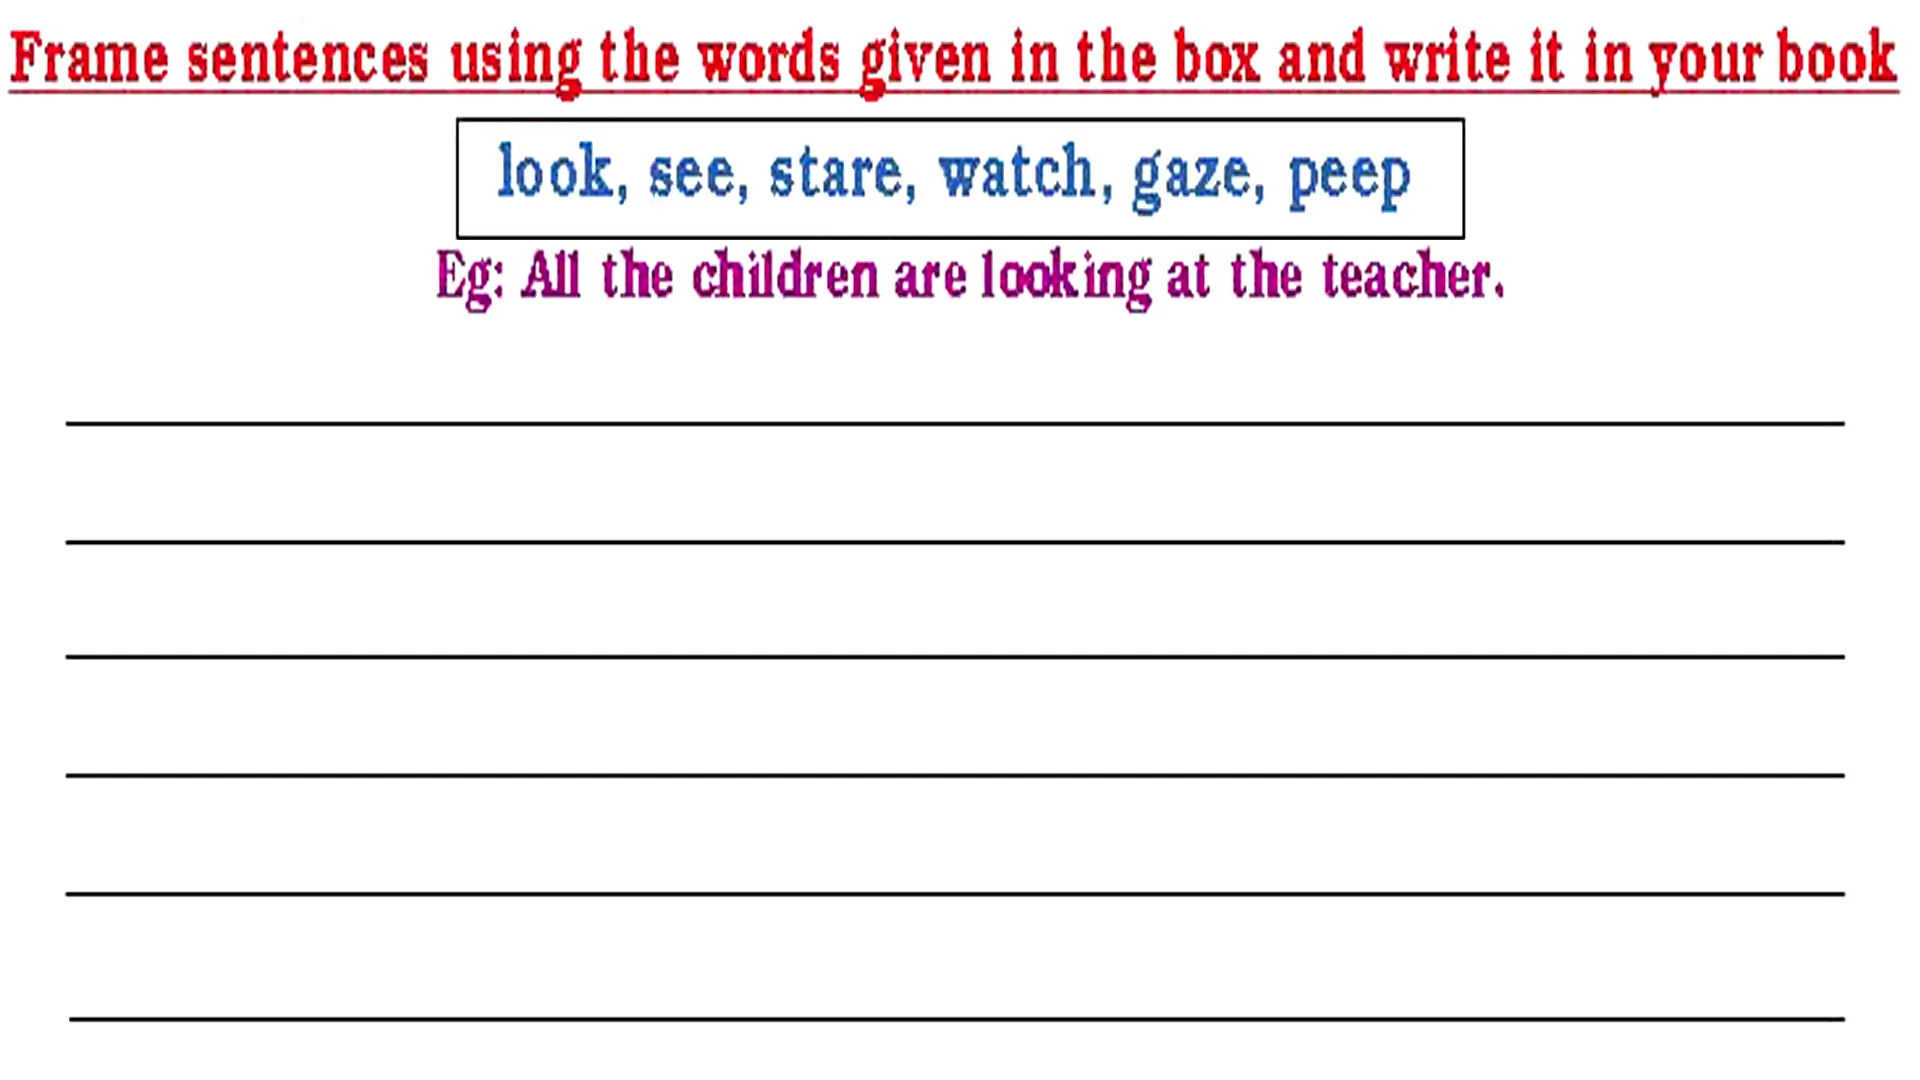 Frame sentences using the words given in the box and write it in your book
look, see, stare, watch, gaze, peep
Eg: All the children are looking at the teacher.